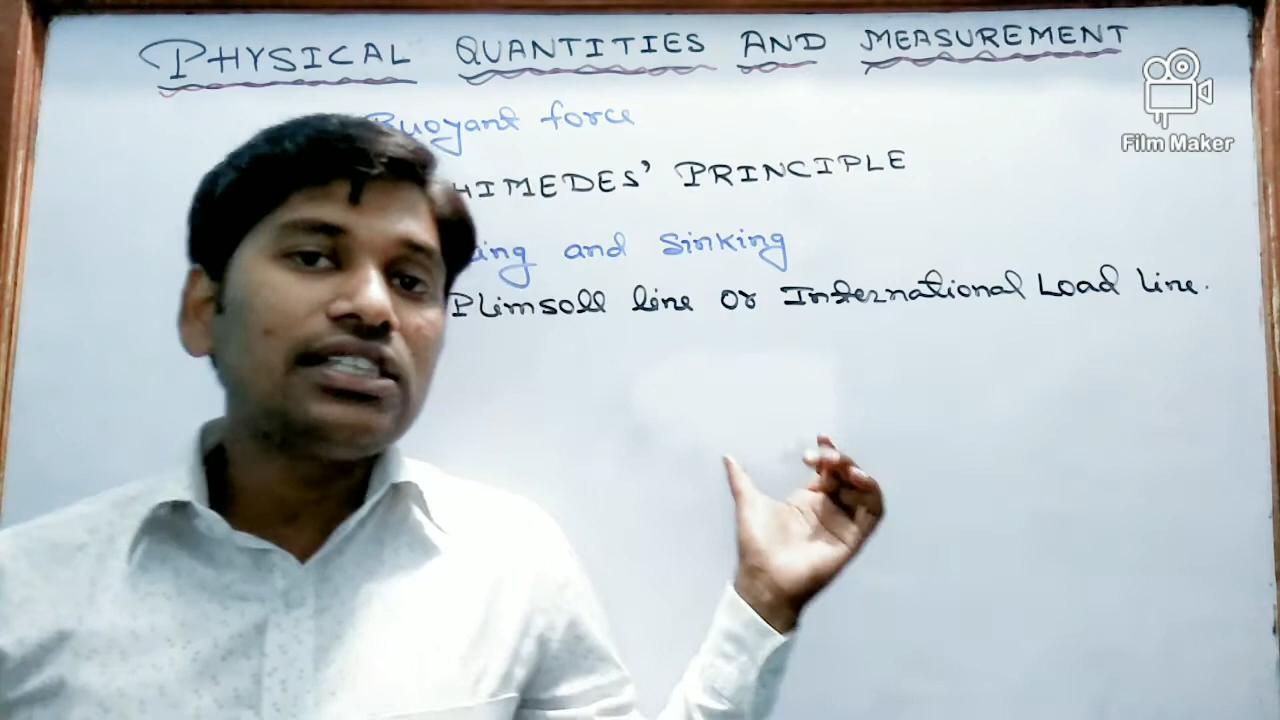 PHYSICAL QUANTITIES AND MEASUREMENT
Buoyant force
HIMEDES' PRINCIPLE
ing and Sinking
Plimsoll line or International Load line.
Film Maker